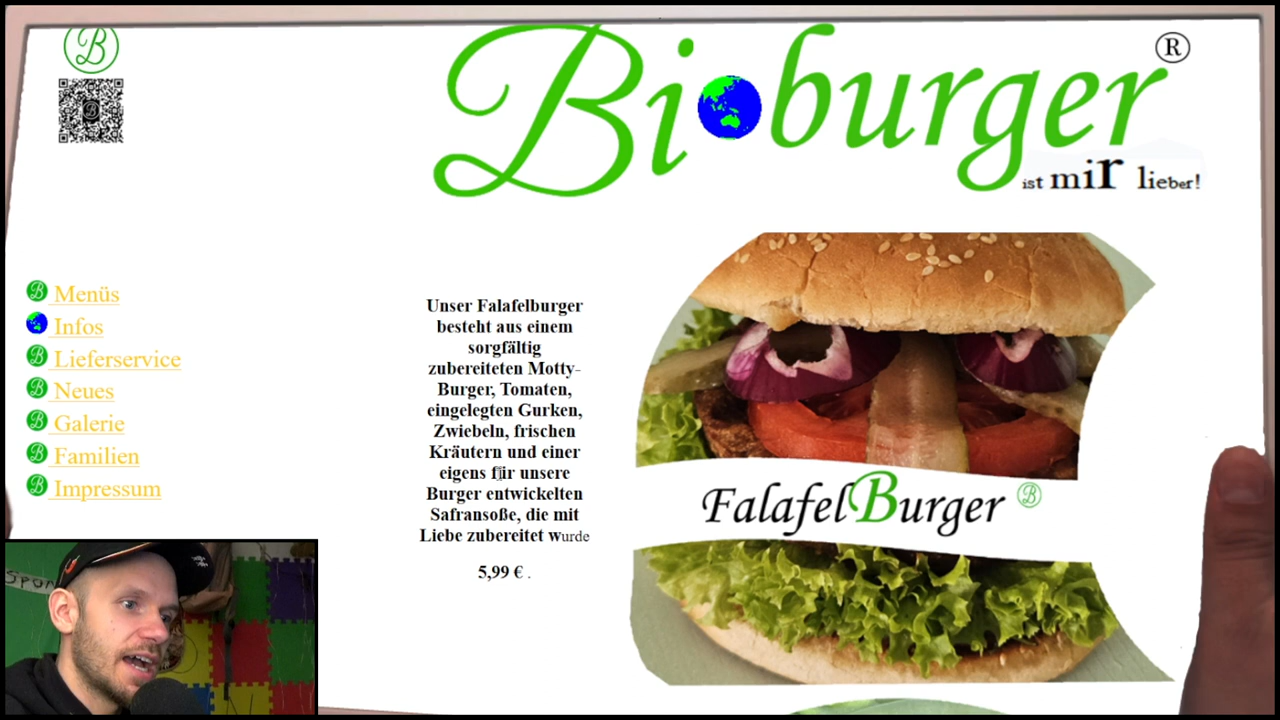 B
Bioburger ®
ist mir lieber!
Menüs
Infos
Lieferservice
Neues
Galerie
Familien
Impressum
Unser Falafelburger
besteht aus einem
sorgfältig
zubereiteten Motty-
Burger, Tomaten,
eingelegten Gurken,
Zwiebeln, frischen
Kräutern und einer
eigens für unsere
Burger entwickelten
Safransoße, die mit
Liebe zubereitet wurde
5,99 € .
FalafelBurger B
SPON